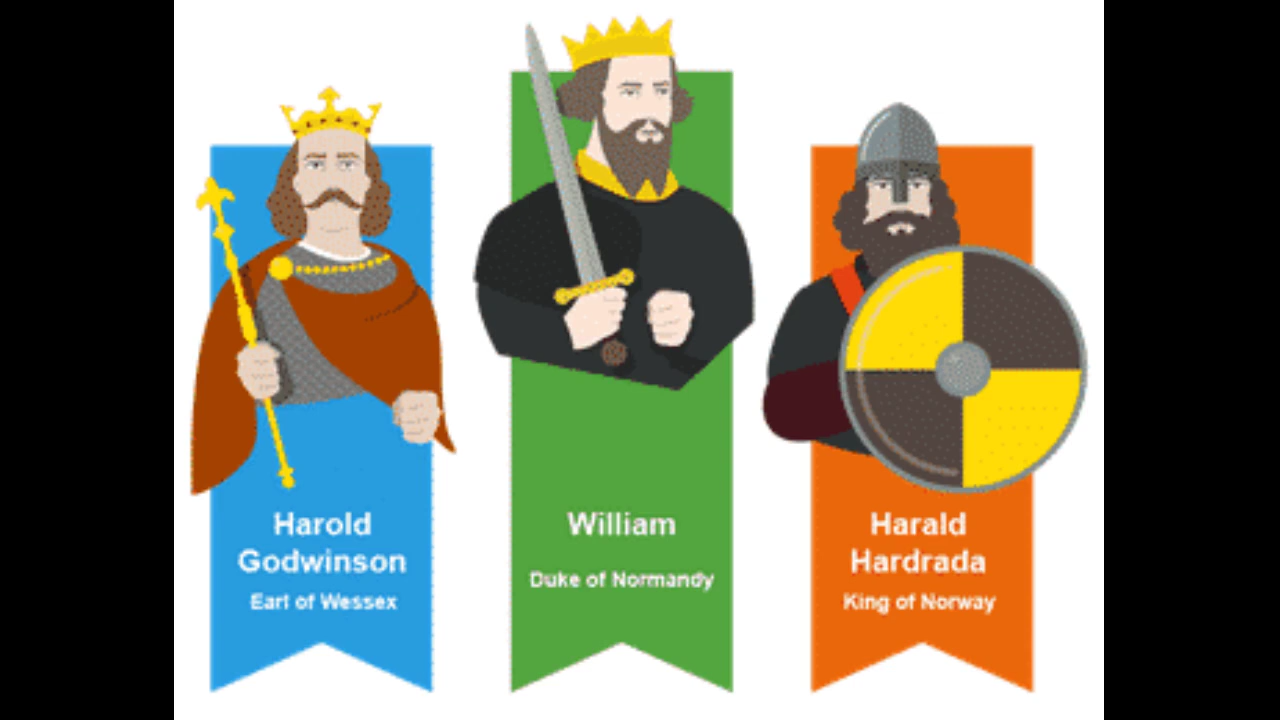 Harold
Godwinson
Earl of Wessex
William
Duke of Normandy
Harald
Hardrada
King of Norway